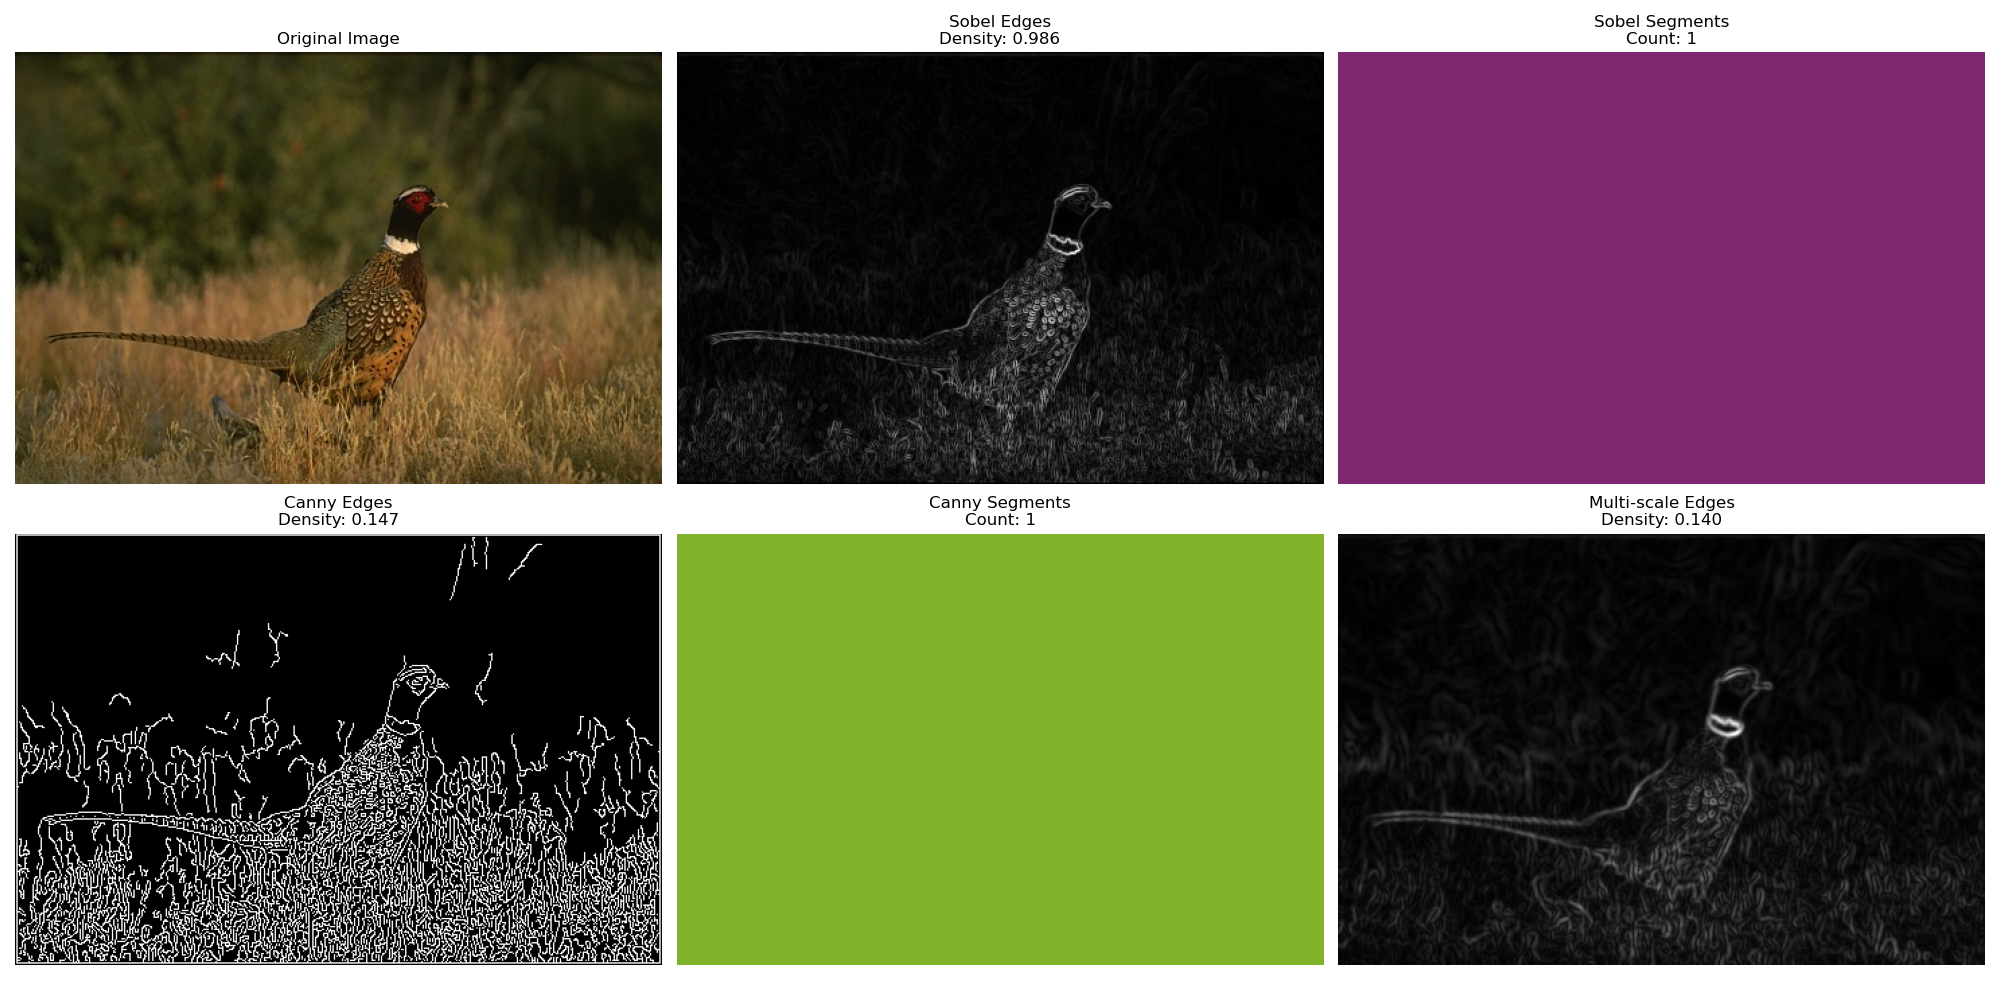 Original Image
Sobel Edges
Density: 0.986
Sobel Segments
Count: 1
Canny Edges
Density: 0.147
Canny Segments
Count: 1
Multi-scale Edges
Density: 0.140